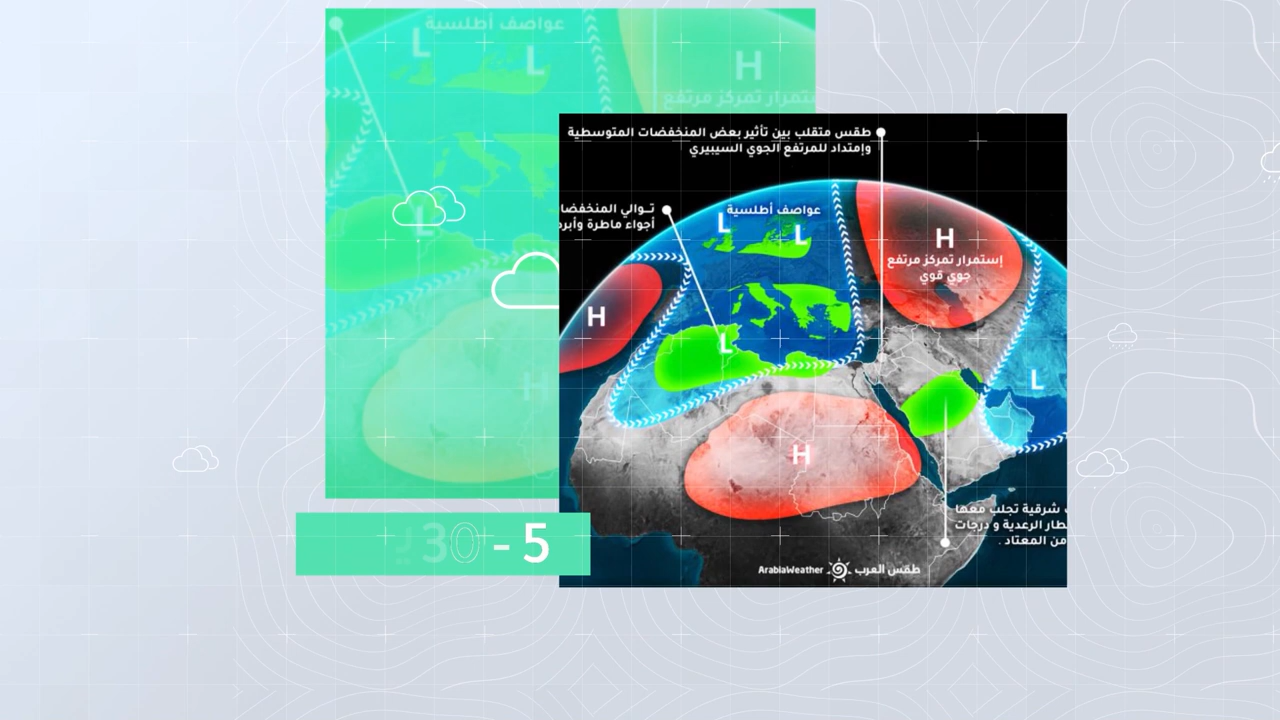 عواصف أطلسية
L
L
H
إستمرار تمركز مرتفع
L
H
طقس متقلب بين تأثير بعض المنخفضات المتوسطية
وإمتداد للمرتفع الجوي السيبيري
تـوالي المنخفضا
أجواء ماطرة وأبرد
عواصف أطلسية
L
L
H
إستمرار تمركز مرتفع
جوي قوي
H
L
L
H
شرقية تجلب معها
طار الرعدية و درجات
من المعتاد .
ArabiaWeather طقس العرب
30 - 5